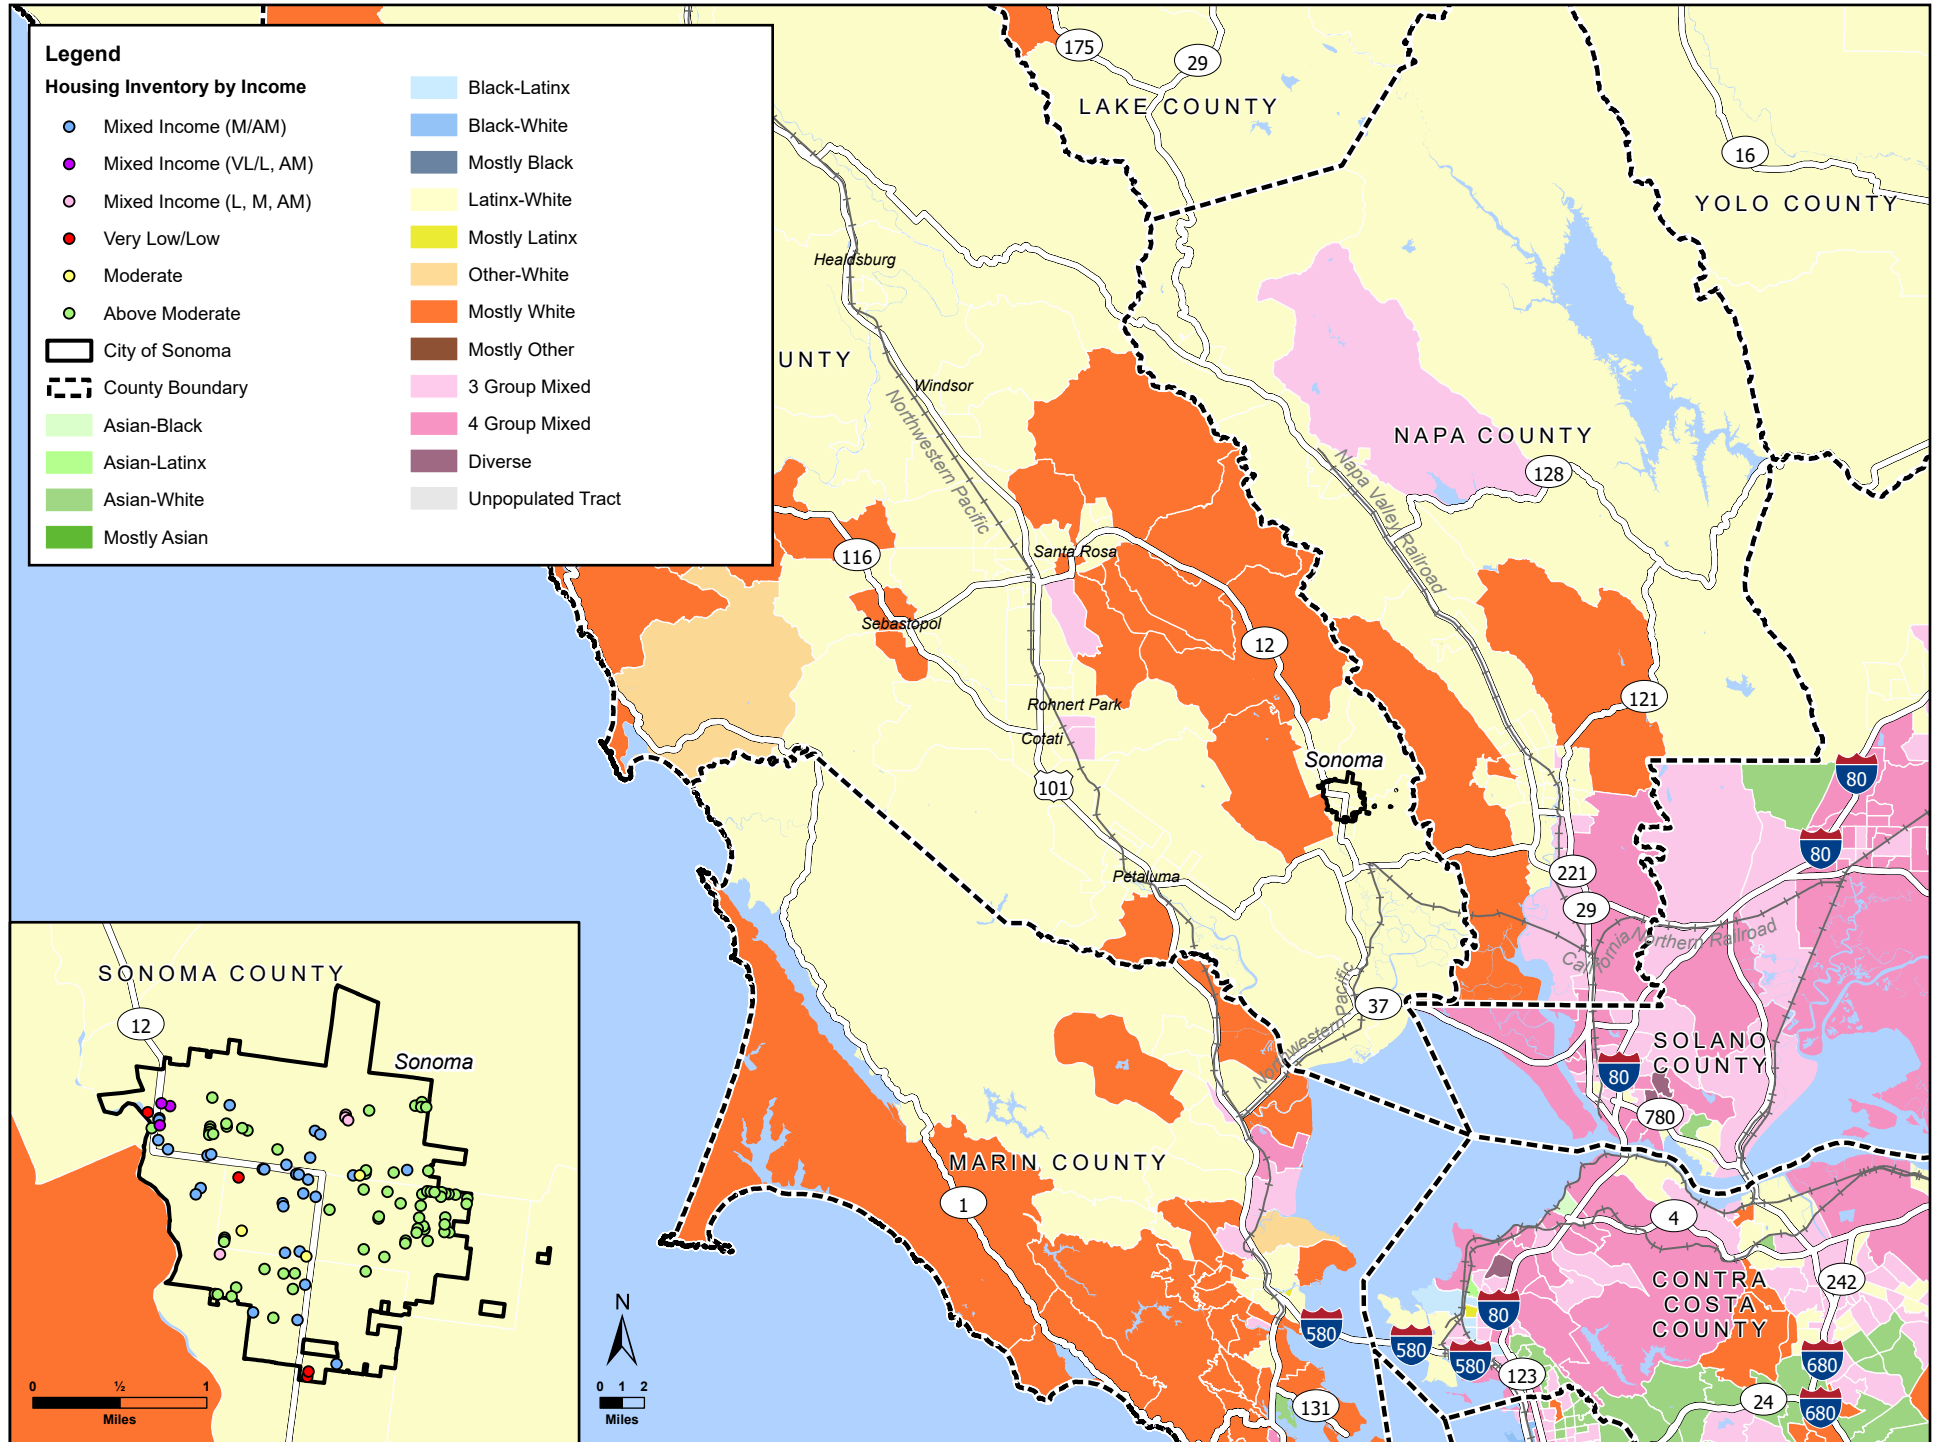 Legend
Housing Inventory by Income
Mixed Income (M/AM)
Mixed Income (VL/L, AM)
Mixed Income (L, M, AM)
Very Low/Low
Moderate
Above Moderate
City of Sonoma
County Boundary
Asian-Black
Asian-Latinx
Asian-White
Mostly Asian
Black-Latinx
Black-White
Mostly Black
Latinx-White
Mostly Latinx
Other-White
Mostly White
Mostly Other
3 Group Mixed
4 Group Mixed
Diverse
Unpopulated Tract
175
29
LAKE COUNTY
16
YOLO COUNTY
Healdsburg
UNTY
Windsor
Northwestern Pacific
NAPA COUNTY
128
Napa Valley Railroad
Santa Rosa
116
Sebastopol
12
121
Rohnert Park
Cotati
101
Sonoma
80
80
Petaluma
221
29
California Northern Railroad
Northwestern Pacific
37
SOLANO
COUNTY
80
780
MARIN COUNTY
1
4
CONTRA
COSTA
COUNTY
242
80
580
580
580
680
123
24
680
131
SONOMA COUNTY
12
Sonoma
0 ½ 1
Miles
N
0 1 2
Miles